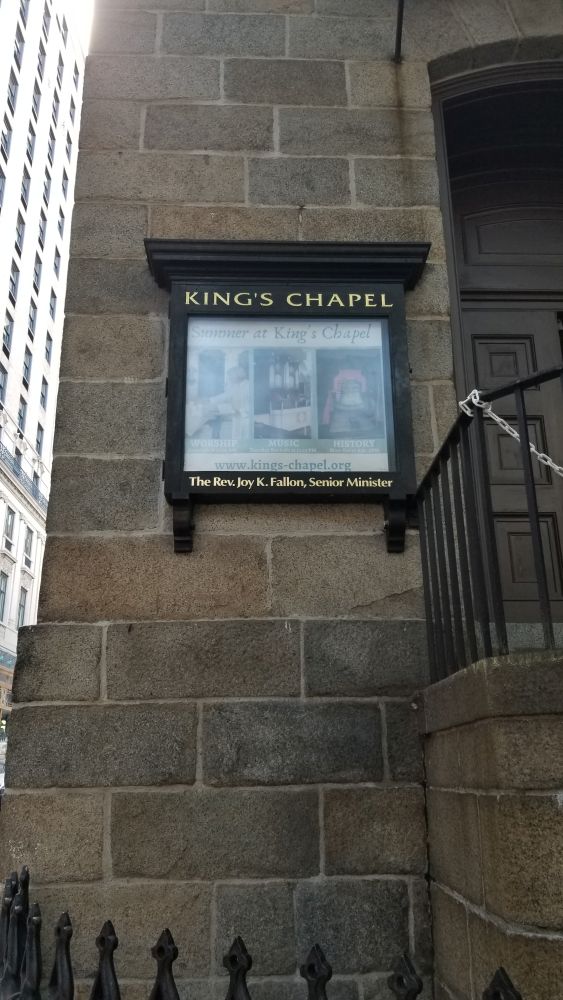 KING'S CHAPEL
Summer at King's Chapel
WORSHIP MUSIC HISTORY
www.kings-chapel.org
The Rev. Joy K. Fallon, Senior Minister